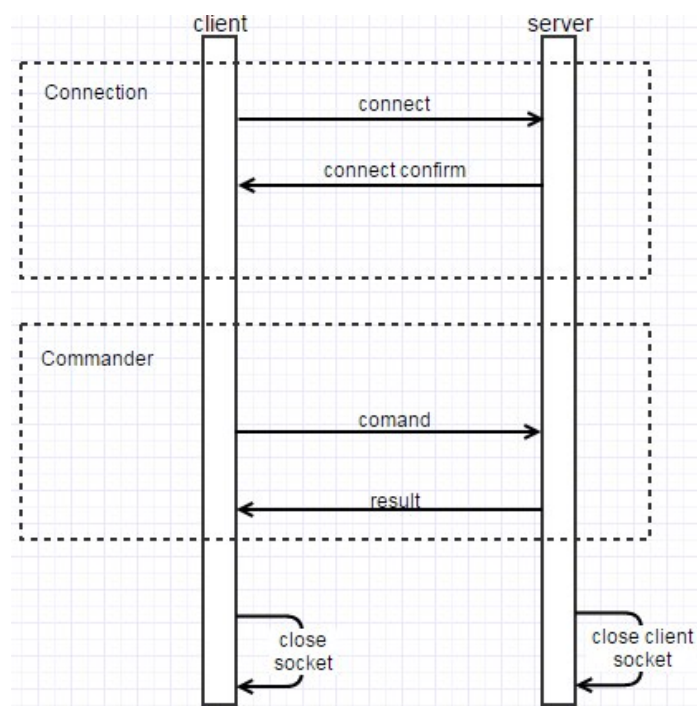 client
server
Connection
connect
connect confirm
Commander
comand
result
close
socket
close client
socket